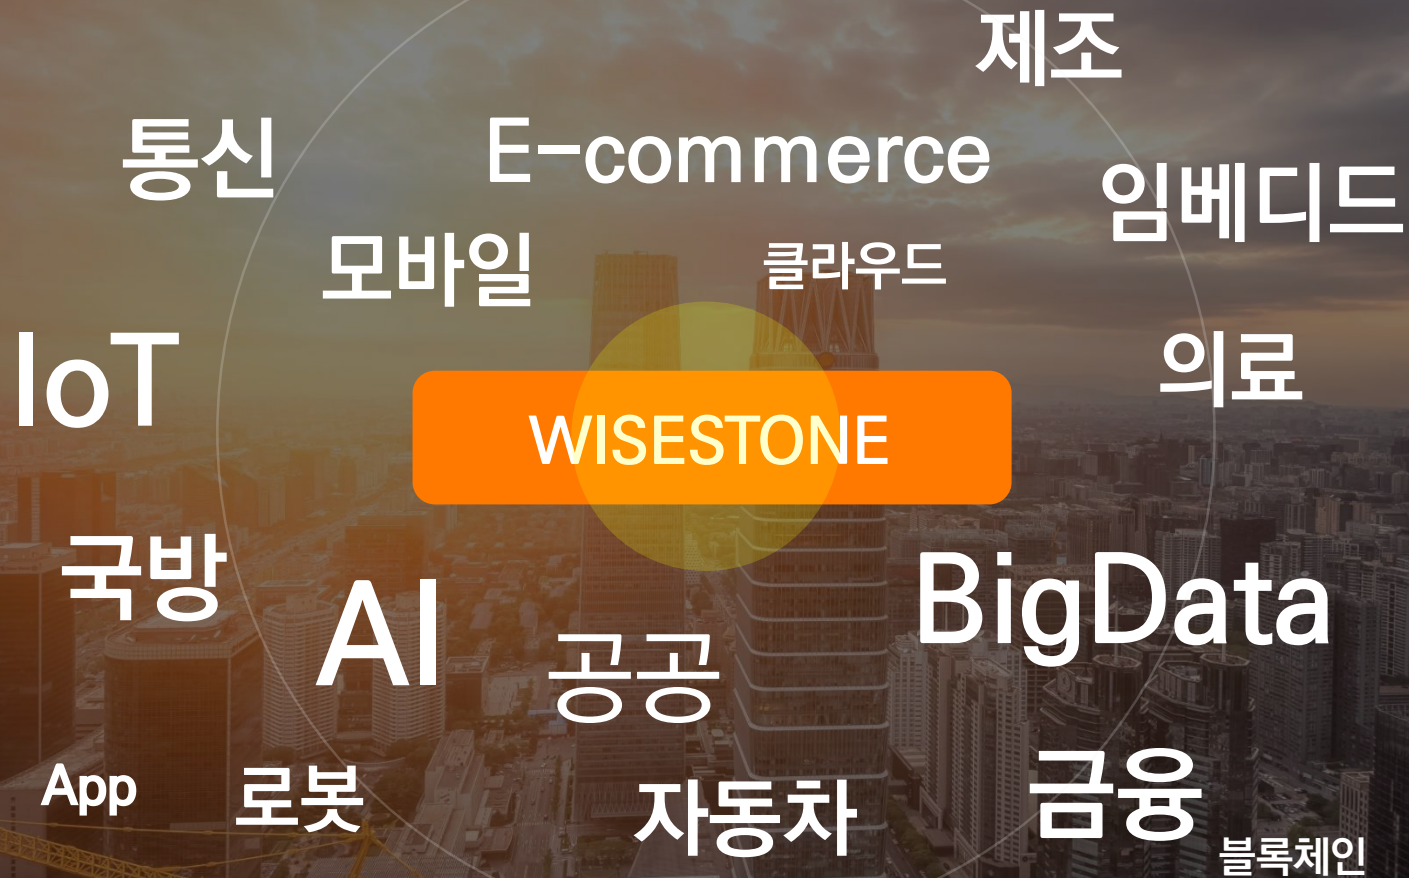 제조
통신
E-commerce
임베디드
모바일
클라우드
IoT
의료
WISESTONE
국방
AI
BigData
공공
App
로봇
자동차
금융
블록체인